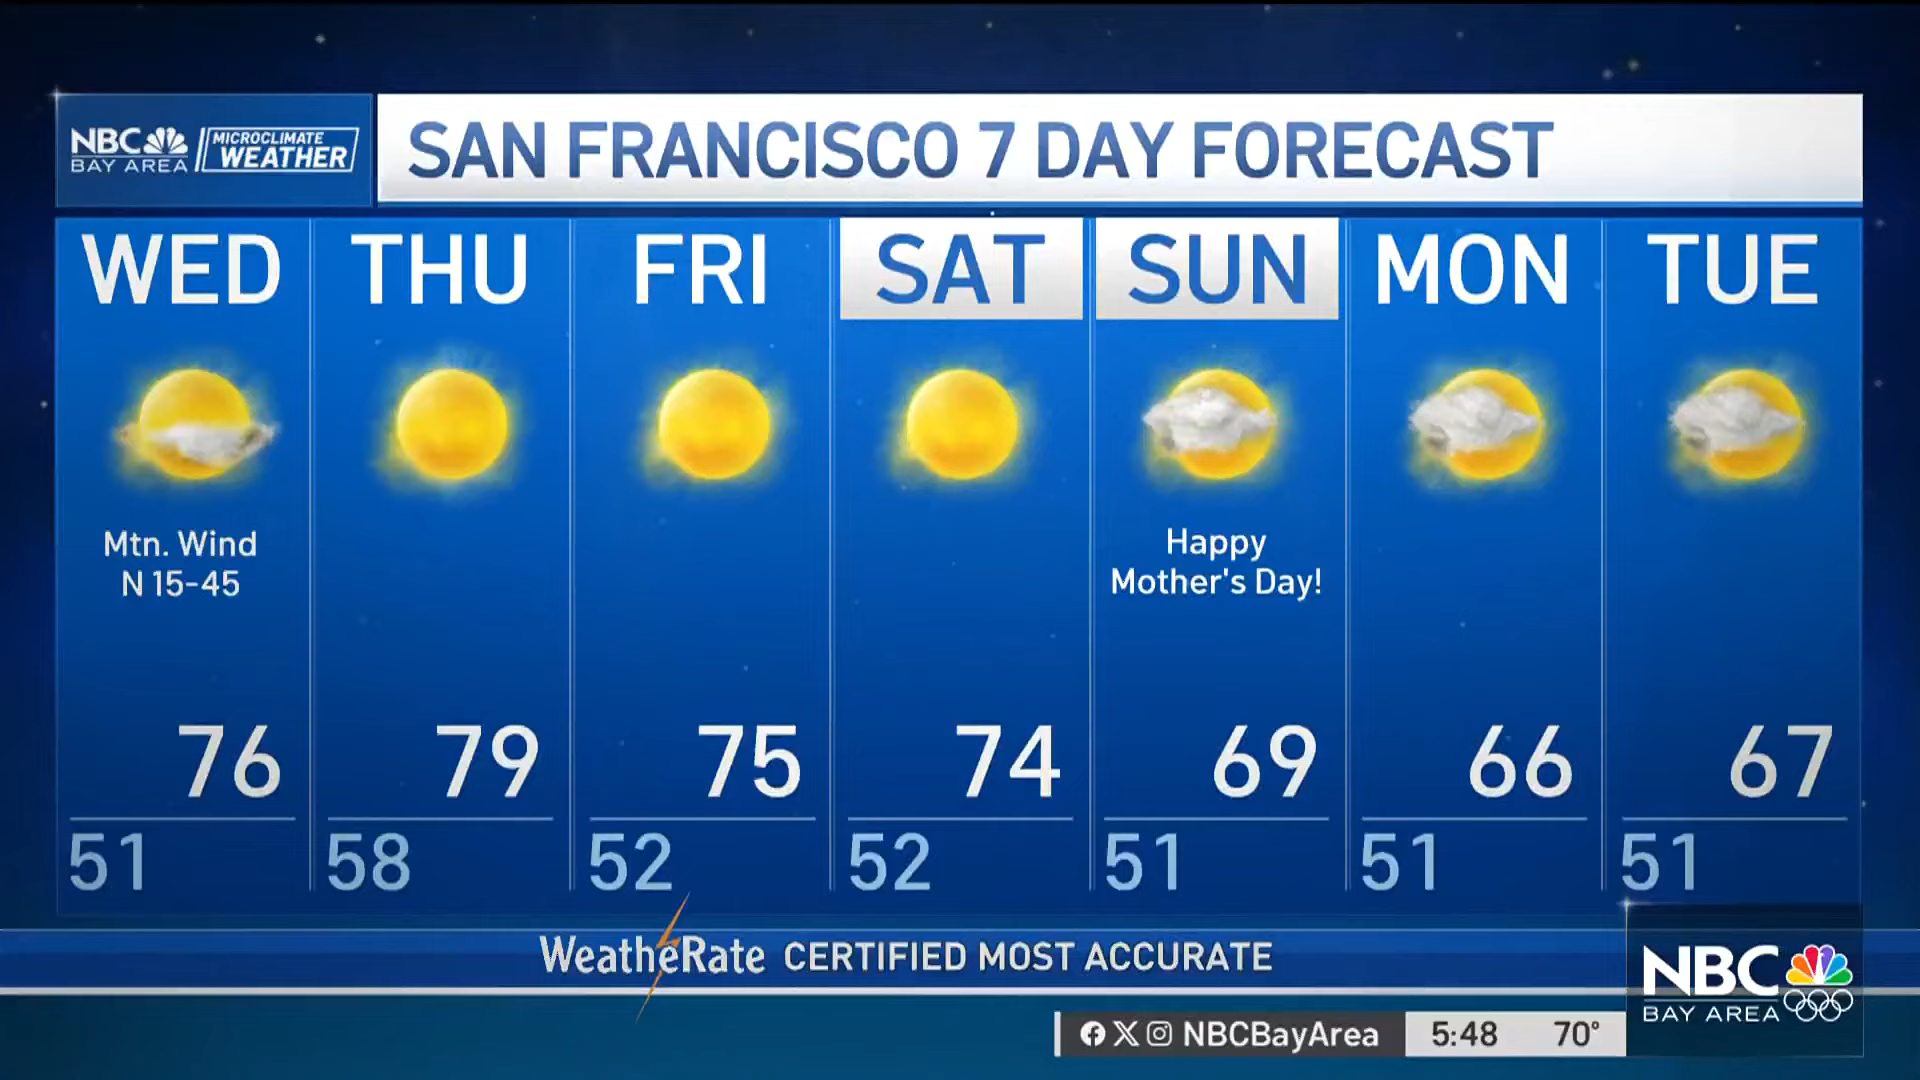 NBC BAY AREA MICROCLIMATE WEATHER
SAN FRANCISCO 7 DAY FORECAST
WED THU FRI SAT SUN MON TUE
Mtn. Wind
N 15-45
Happy
Mother's Day!
76 79 75 74 69 66 67
51 58 52 52 51 51 51
WeatheRate CERTIFIED MOST ACCURATE
NBC
BAY AREA
NBCBayArea 5:48 70°